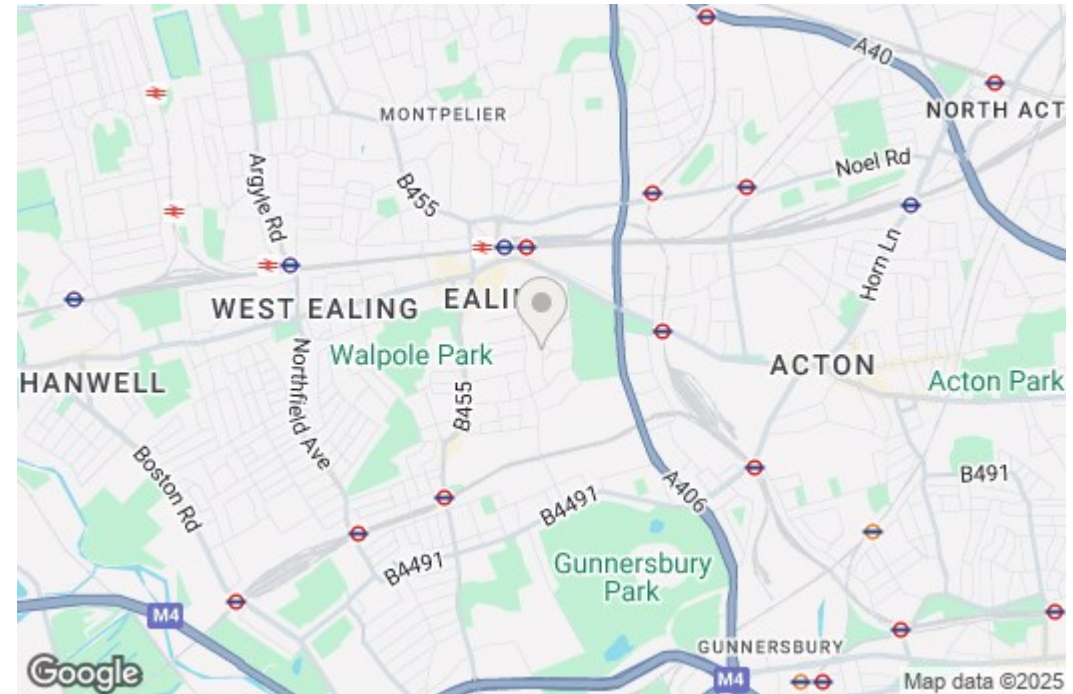 A40
MONTPELIER
NORTH ACT
Noel Rd
Argyle Rd
B455
Horn Ln
WEST EALING
EALI
Walpole Park
ACTON
HANWELL
Northfield Ave
Acton Park
B455
Boston Rd
B491
A406
B4491
B4491
Gunnersbury
Park
M4
GUNNERSBURY
M4
Google
Map data ©2025